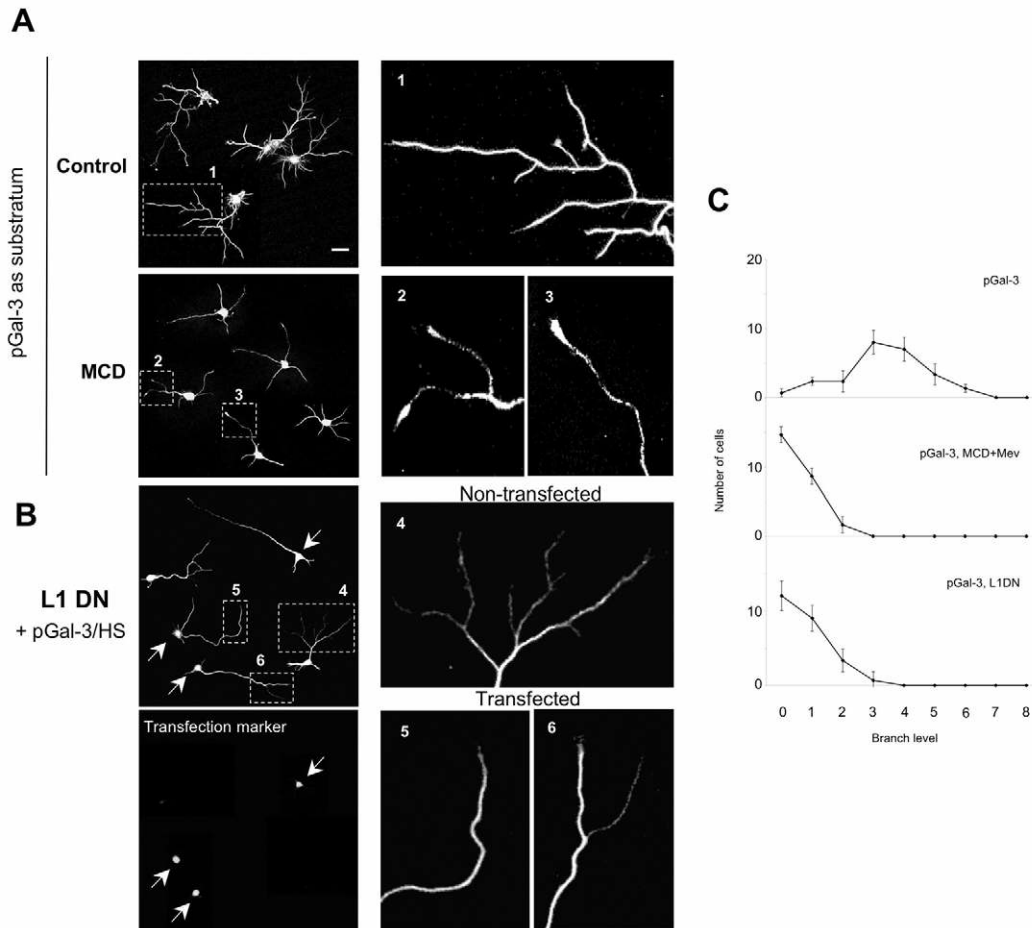 A
pGal-3 as substratum
Control
1
1
MCD
2
3
2
3
B
L1 DN
+ pGal-3/HS
5
4
6
Non-transfected
4
Transfected
Transfection marker
5
6
C
Number of cells
20
10
0
pGal-3
10
0
pGal-3, MCD+Mev
10
0
pGal-3, L1DN
0 1 2 3 4 5 6 7 8
Branch level